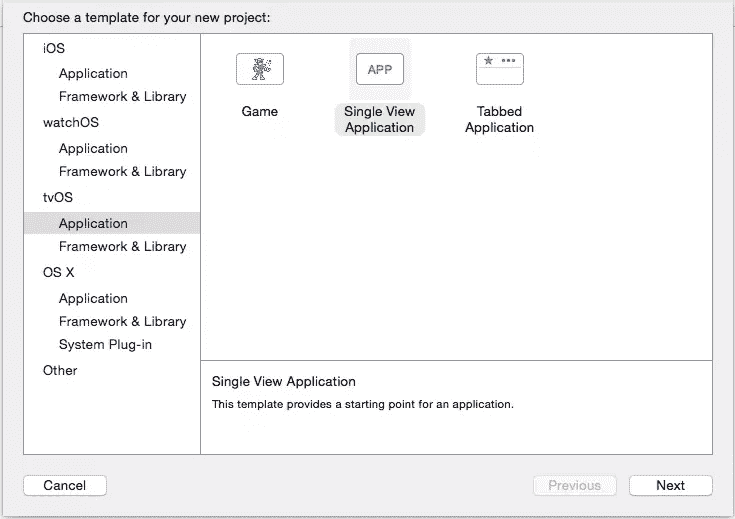 Choose a template for your new project:
iOS
Application
Framework & Library
watchOS
Application
Framework & Library
tvOS
Application
Framework & Library
OS X
Application
Framework & Library
System Plug-in
Other
APP
Game
Single View
Application
Tabbed
Application
Single View Application
This template provides a starting point for an application.
Cancel
Previous
Next